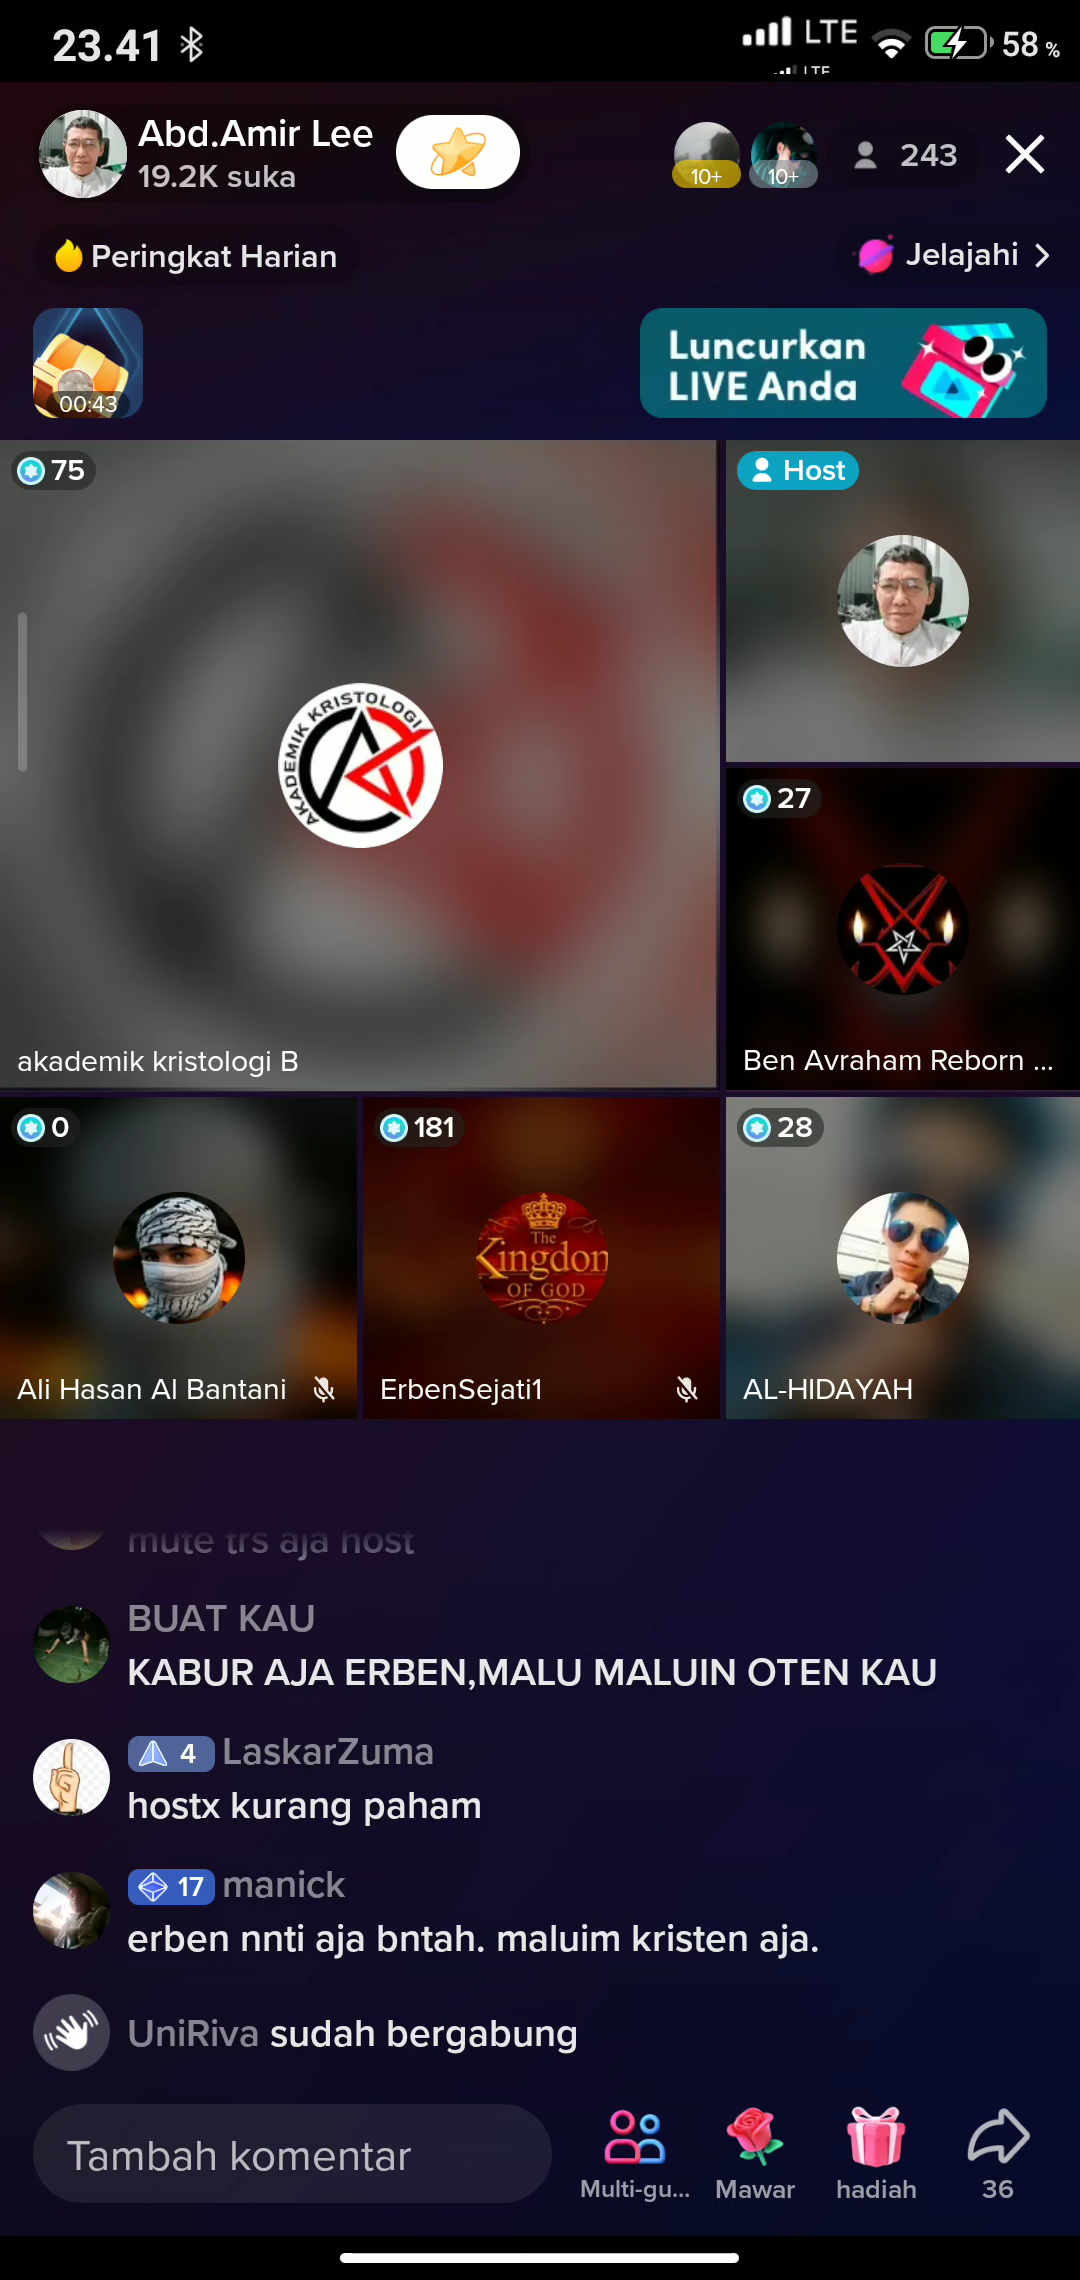 23.41
LTE
LTE
58 %
Abd.Amir Lee
19.2K suka
10+
10+
243
Peringkat Harian
Jelajahi
00:43
Luncurkan
LIVE Anda
75
Host
AKADEMIK KRISTOLOGI
27
akademik kristologi B
Ben Avraham Reborn ...
0
181
28
The
Kingdom
OF GOD
Ali Hasan Al Bantani
ErbenSejati1
AL-HIDAYAH
mute trs aja host
BUAT KAU
KABUR AJA ERBEN,MALU MALUIN OTEN KAU
4 LaskarZuma
hostx kurang paham
17 manick
erben nnti aja bntah. maluim kristen aja.
UniRiva sudah bergabung
Tambah komentar
Multi-gu...
Mawar
hadiah
36